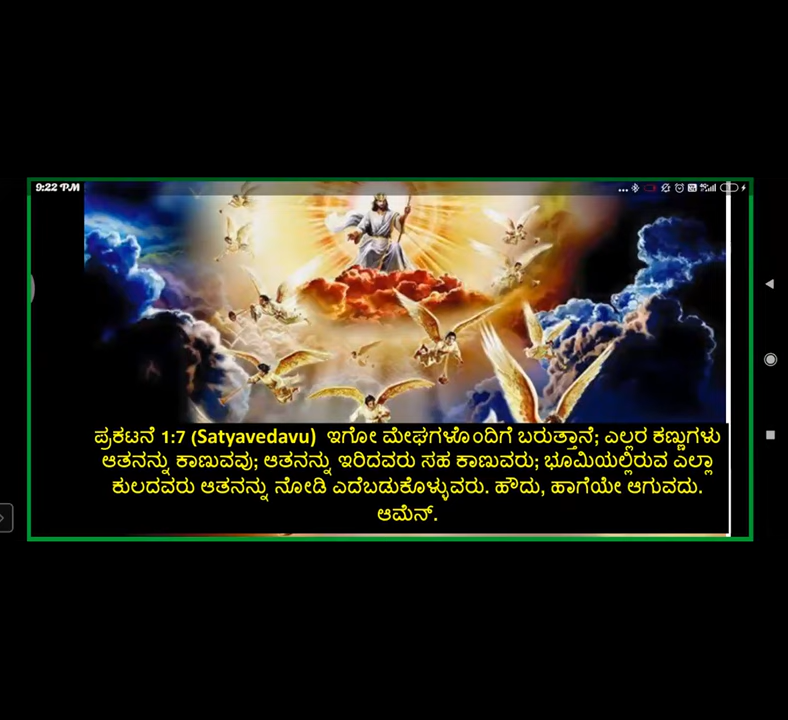 9:22 PM
ಪ್ರಕಟನೆ 1:7 (Satyavedavu) ಇಗೋ ಮೇಘಗಳೊಂದಿಗೆ ಬರುತ್ತಾನೆ; ಎಲ್ಲರ ಕಣ್ಣುಗಳು
ಆತನನ್ನು ಕಾಣುವವು; ಆತನನ್ನು ಇರಿದವರು ಸಹ ಕಾಣುವರು; ಭೂಮಿಯಲ್ಲಿರುವ ಎಲ್ಲಾ
ಕುಲದವರು ಆತನನ್ನು ನೋಡಿ ಎದೆಬಡುಕೊಳ್ಳುವರು. ಹೌದು, ಹಾಗೆಯೇ ಆಗುವದು.
ಆಮೆನ್.